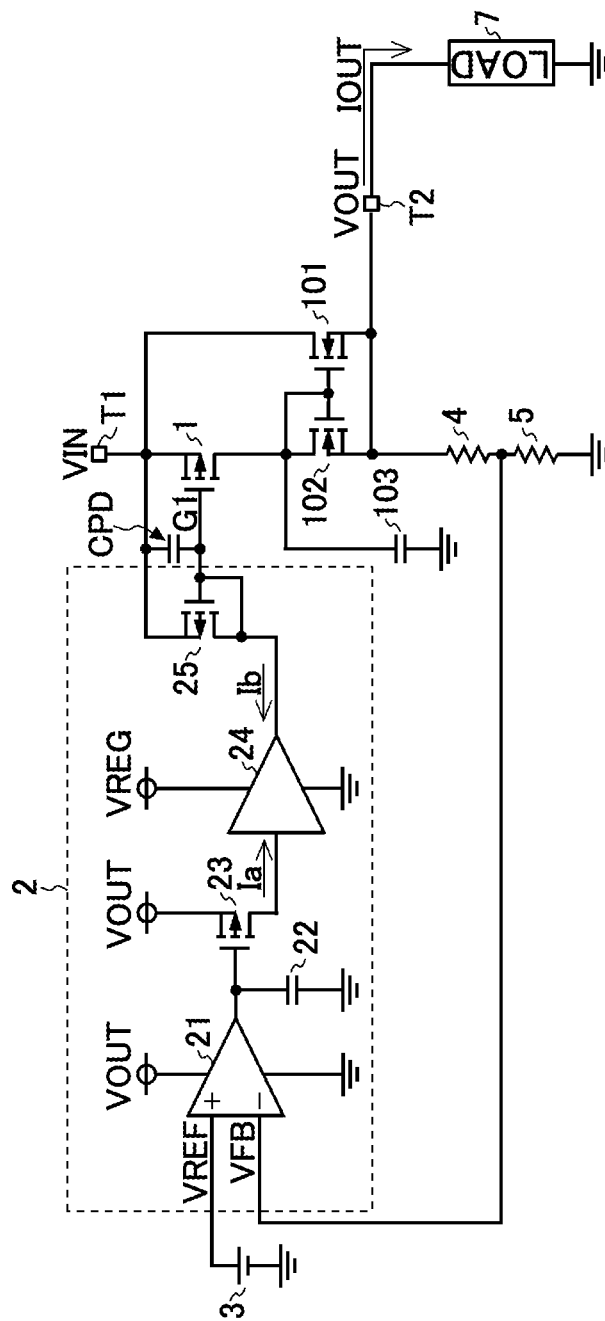 2
VOUT
VOUT
VREG
CPD
VIN
T1
G1
1
VREF
VFB
+
−
21
22
23
Ia
24
Ib
25
3
101
102
103
4
5
VOUT
IOUT
T2
7
LOAD